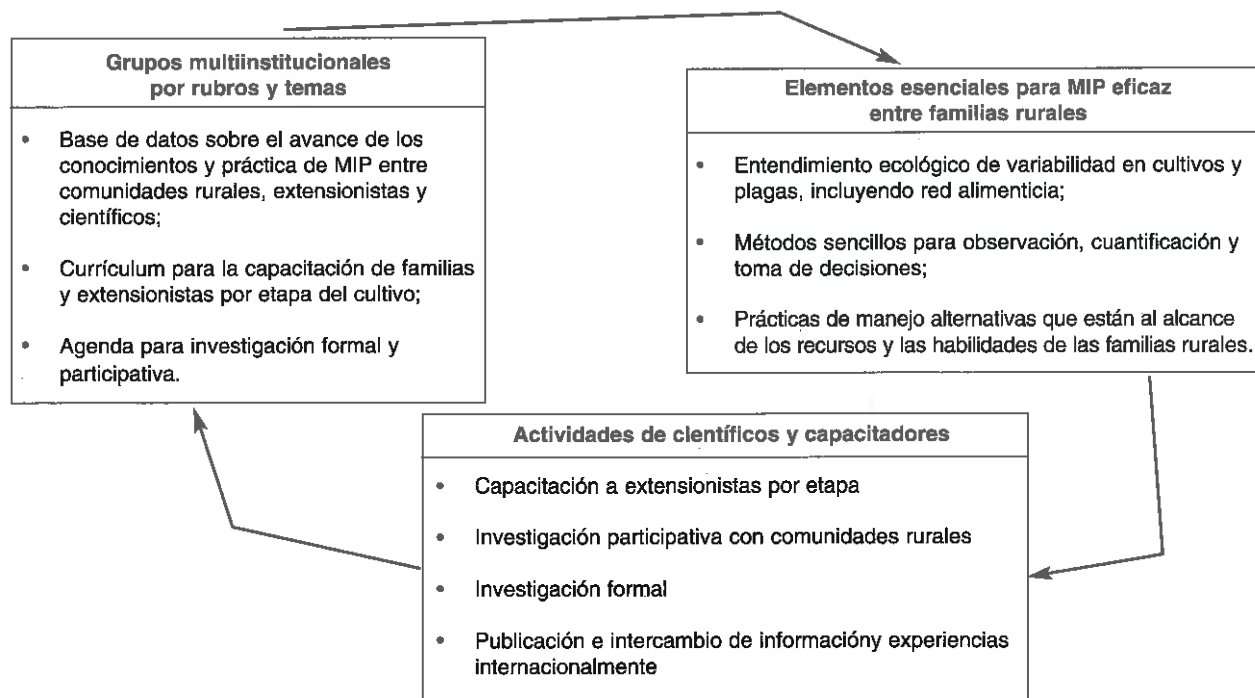 Grupos multiinstitucionales
por rubros y temas
• Base de datos sobre el avance de los
conocimientos y práctica de MIP entre
comunidades rurales, extensionistas y
científicos;
• Currículum para la capacitación de familias
y extensionistas por etapa del cultivo;
• Agenda para investigación formal y
participativa.
Elementos esenciales para MIP eficaz
entre familias rurales
• Entendimiento ecológico de variabilidad en cultivos y
plagas, incluyendo red alimenticia;
• Métodos sencillos para observación, cuantificación y
toma de decisiones;
• Prácticas de manejo alternativas que están al alcance
de los recursos y las habilidades de las familias rurales.
Actividades de científicos y capacitadores
• Capacitación a extensionistas por etapa
• Investigación participativa con comunidades rurales
• Investigación formal
• Publicación e intercambio de informacióny experiencias
internacionalmente